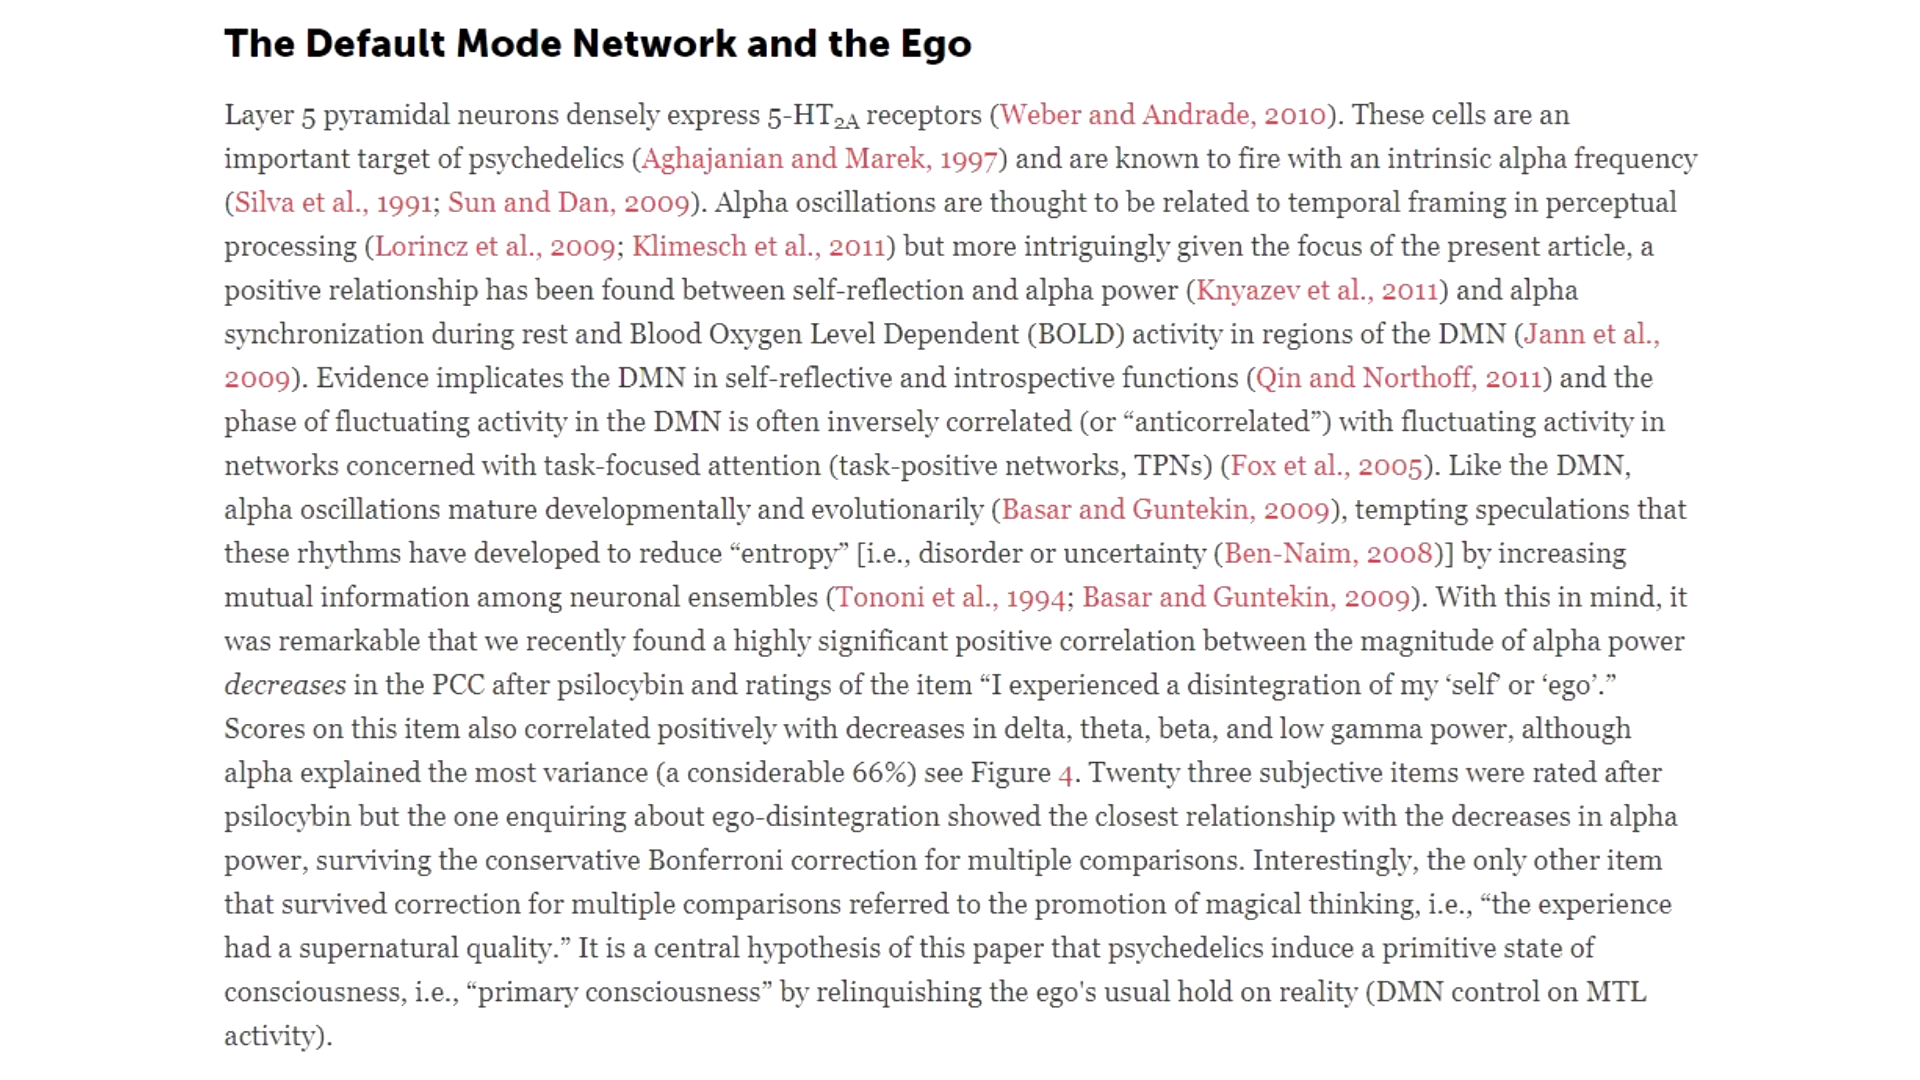 The Default Mode Network and the Ego
Layer 5 pyramidal neurons densely express 5-HT2A receptors (Weber and Andrade, 2010). These cells are an
important target of psychedelics (Aghajanian and Marek, 1997) and are known to fire with an intrinsic alpha frequency
(Silva et al., 1991; Sun and Dan, 2009). Alpha oscillations are thought to be related to temporal framing in perceptual
processing (Lorincz et al., 2009; Klimesch et al., 2011) but more intriguingly given the focus of the present article, a
positive relationship has been found between self-reflection and alpha power (Knyazev et al., 2011) and alpha
synchronization during rest and Blood Oxygen Level Dependent (BOLD) activity in regions of the DMN (Jann et al.,
2009). Evidence implicates the DMN in self-reflective and introspective functions (Qin and Northoff, 2011) and the
phase of fluctuating activity in the DMN is often inversely correlated (or “anticorrelated”) with fluctuating activity in
networks concerned with task-focused attention (task-positive networks, TPNs) (Fox et al., 2005). Like the DMN,
alpha oscillations mature developmentally and evolutionarily (Basar and Guntekin, 2009), tempting speculations that
these rhythms have developed to reduce “entropy” [i.e., disorder or uncertainty (Ben-Naim, 2008)] by increasing
mutual information among neuronal ensembles (Tononi et al., 1994; Basar and Guntekin, 2009). With this in mind, it
was remarkable that we recently found a highly significant positive correlation between the magnitude of alpha power
decreases in the PCC after psilocybin and ratings of the item “I experienced a disintegration of my ‘self’ or ‘ego’.”
Scores on this item also correlated positively with decreases in delta, theta, beta, and low gamma power, although
alpha explained the most variance (a considerable 66%) see Figure 4. Twenty three subjective items were rated after
psilocybin but the one enquiring about ego-disintegration showed the closest relationship with the decreases in alpha
power, surviving the conservative Bonferroni correction for multiple comparisons. Interestingly, the only other item
that survived correction for multiple comparisons referred to the promotion of magical thinking, i.e., “the experience
had a supernatural quality.” It is a central hypothesis of this paper that psychedelics induce a primitive state of
consciousness, i.e., “primary consciousness” by relinquishing the ego's usual hold on reality (DMN control on MTL
activity).